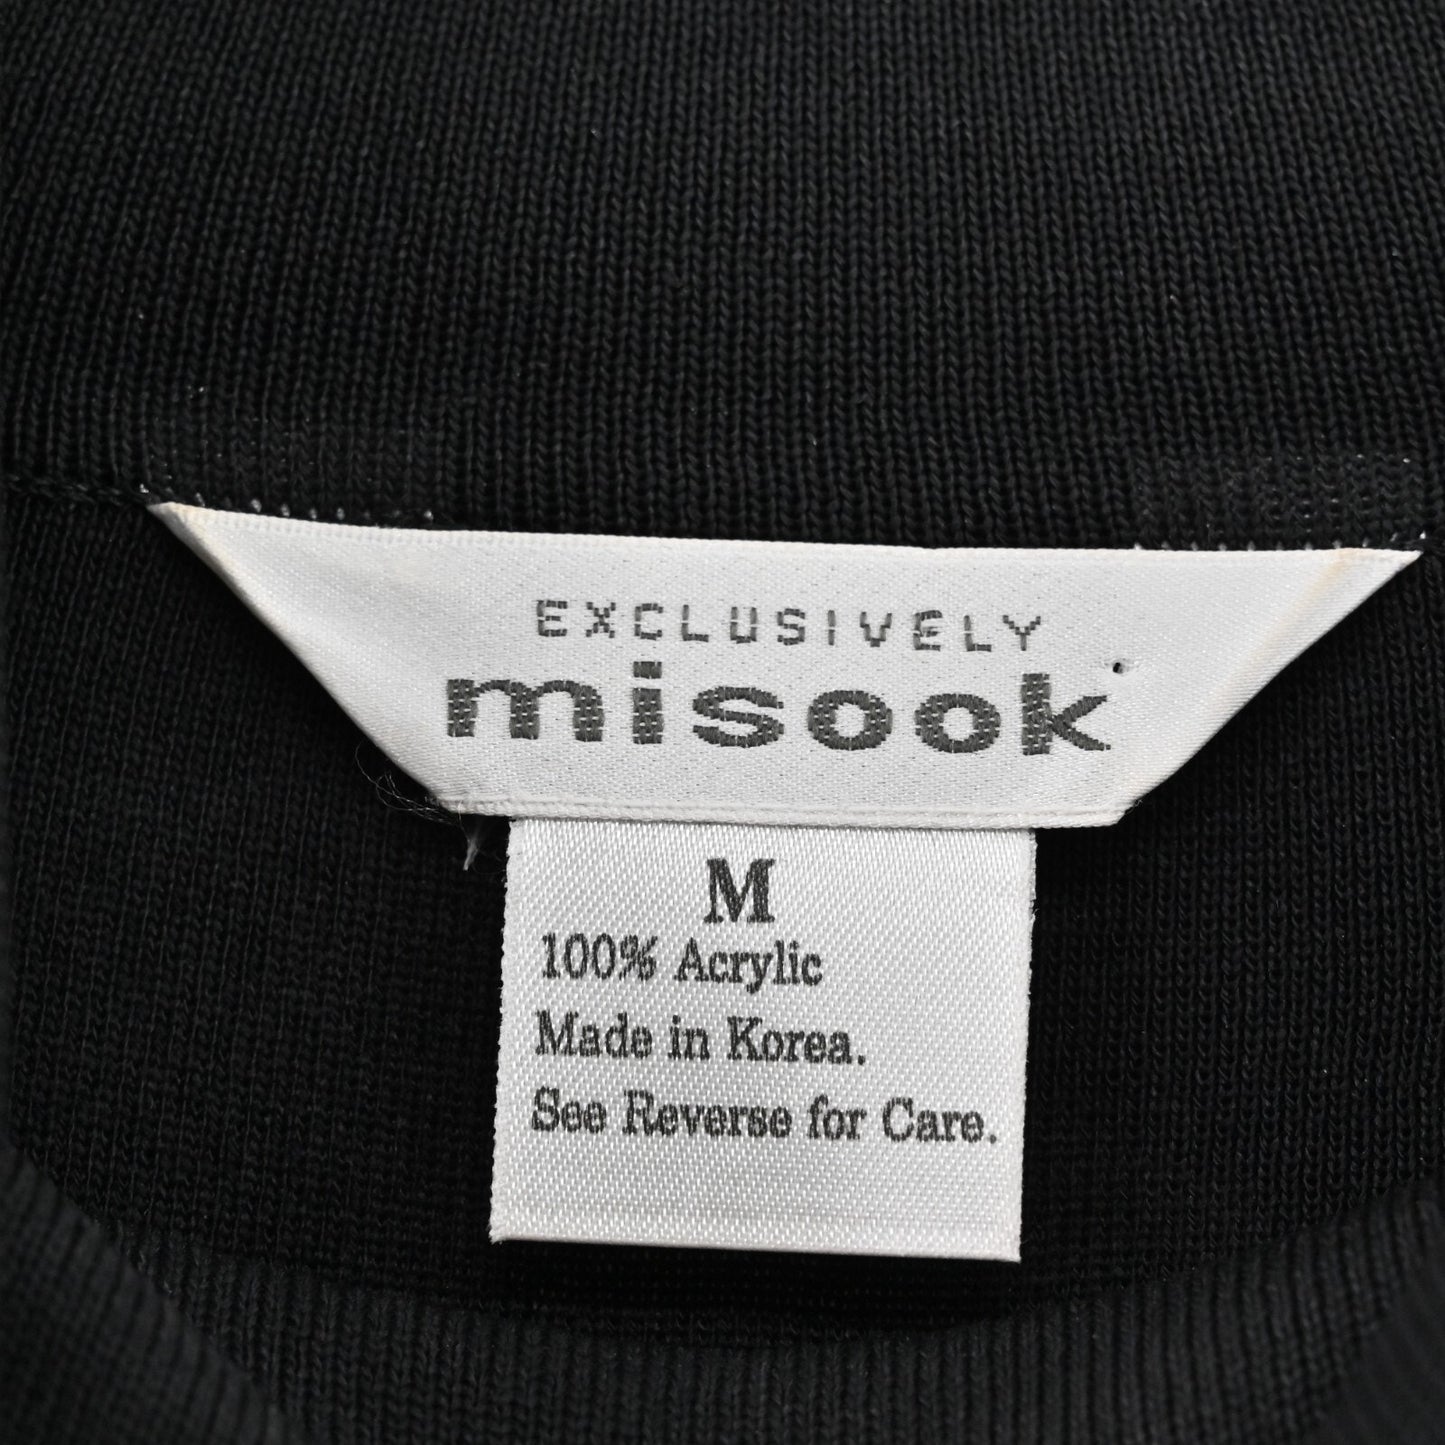 EXCLUSIVELY
misook
M
100% Acrylic
Made in Korea.
See Reverse for Care.